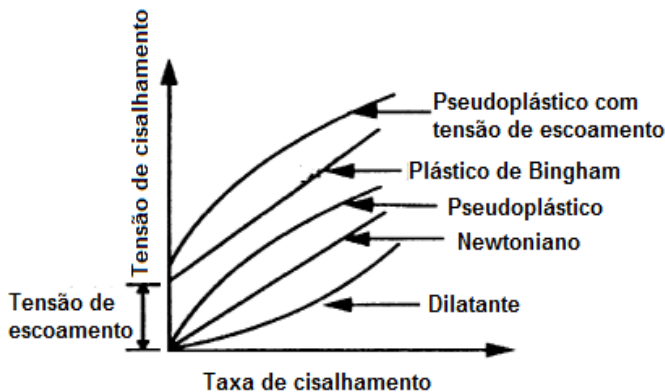 Tensão de cisalhamento
Pseudoplástico com
tensão de escoamento
Plástico de Bingham
Pseudoplástico
Newtoniano
Tensão de
escoamento
Dilatante
Taxa de cisalhamento